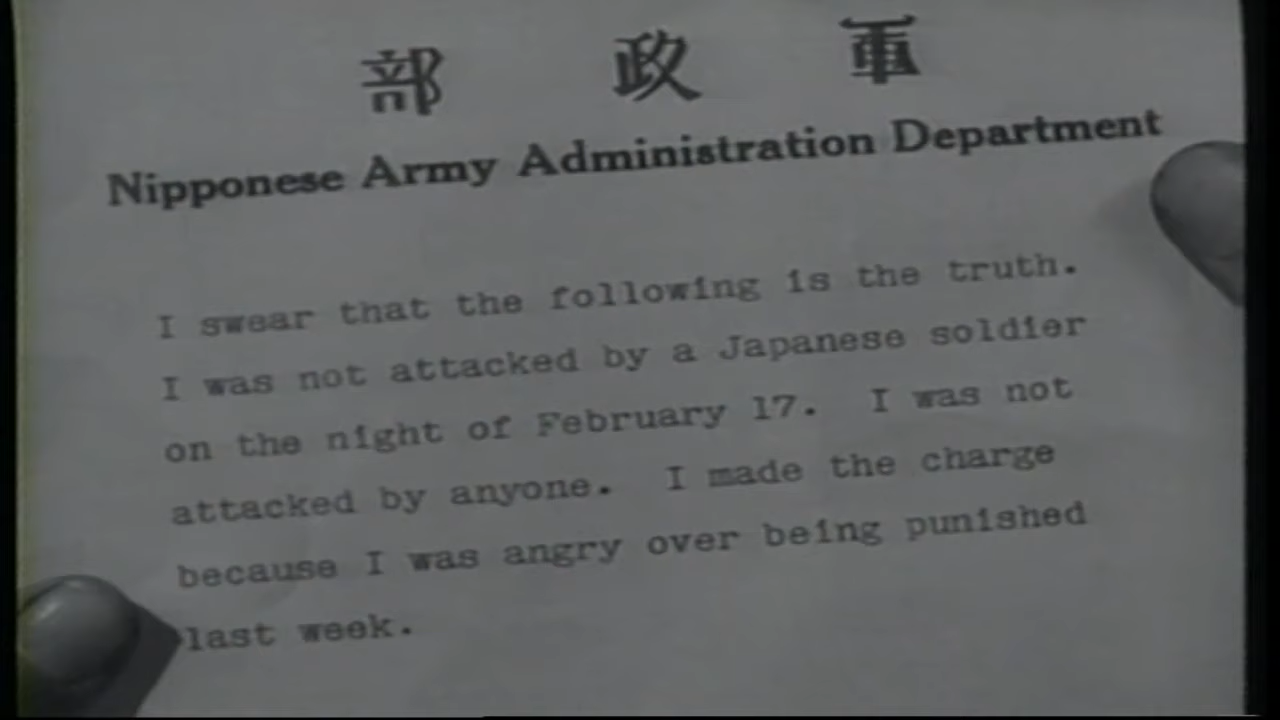 部 政 軍
Nipponese Army Administration Department
I swear that the following is the truth.
I was not attacked by a Japanese soldier
on the night of February 17. I was not
attacked by anyone. I made the charge
because I was angry over being punished
last week.